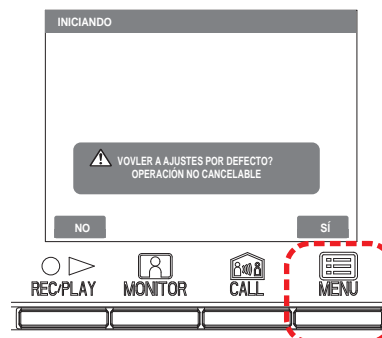 INICIANDO
VOVLER A AJUSTES POR DEFECTO?
OPERACIÓN NO CANCELABLE
NO SÍ
REC/PLAY MONITOR CALL MENU